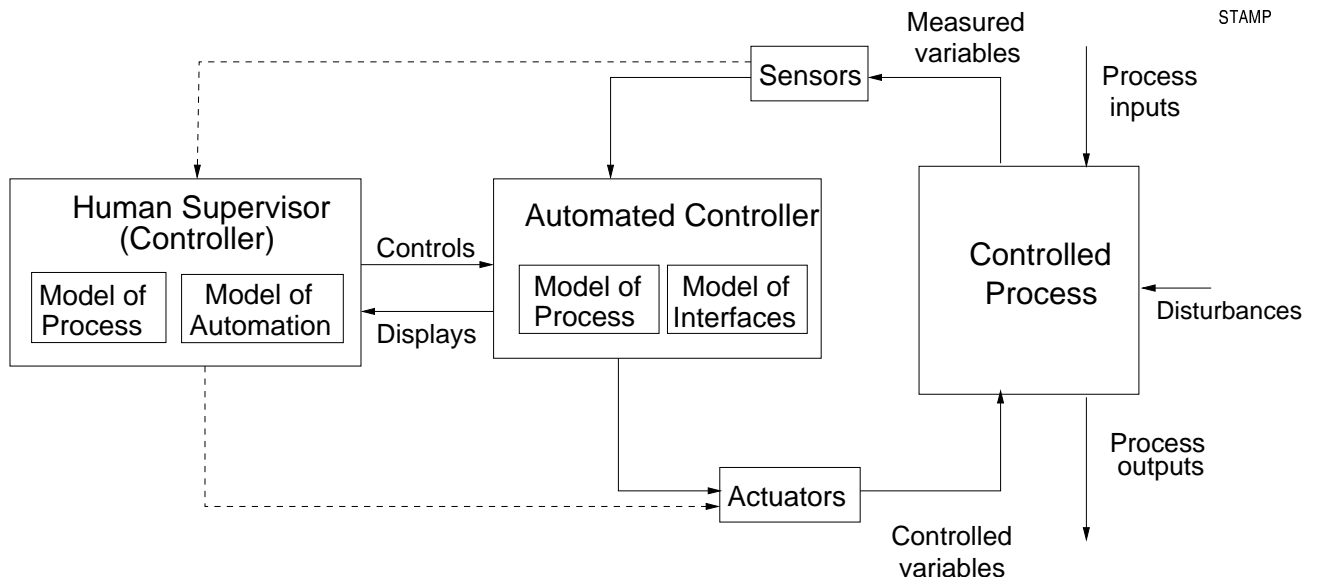 STAMP
Measured
variables
Sensors
Process
inputs
Human Supervisor
(Controller)
Model of
Process
Model of
Automation
Controls
Displays
Automated Controller
Model of
Process
Model of
Interfaces
Controlled
Process
Disturbances
Process
outputs
Actuators
Controlled
variables